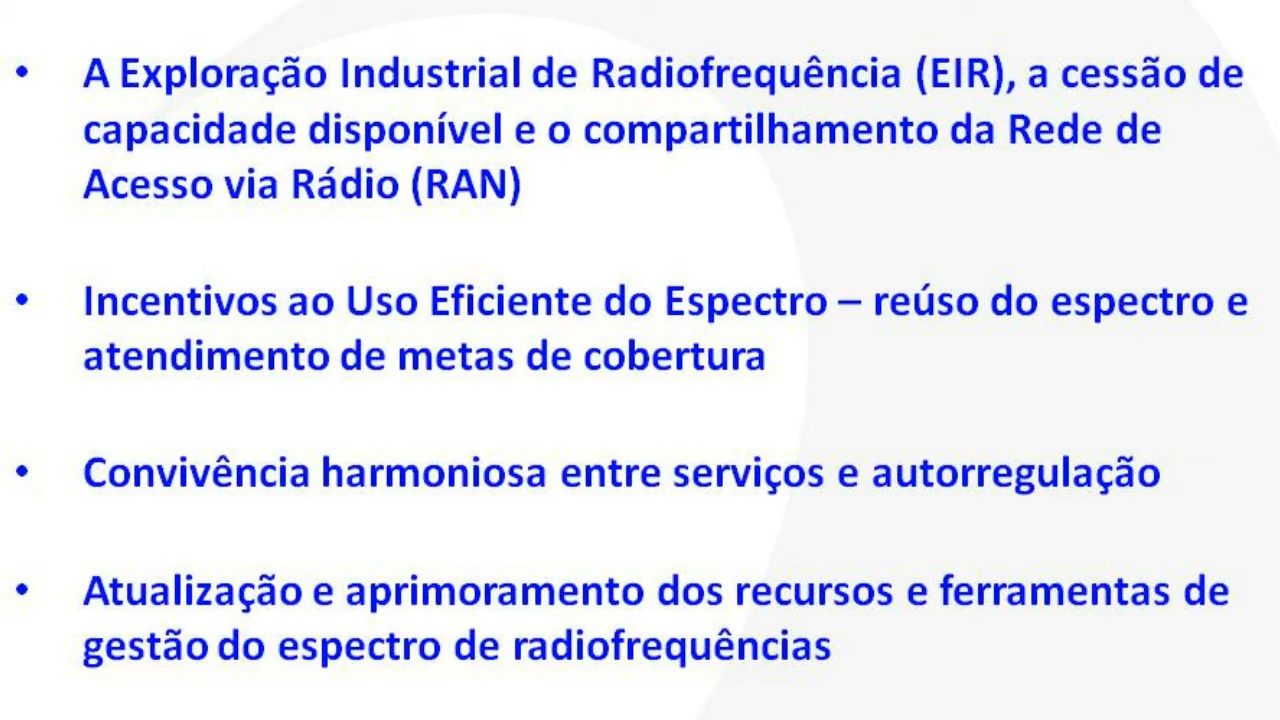 • A Exploração Industrial de Radiofrequência (EIR), a cessão de
capacidade disponível e o compartilhamento da Rede de
Acesso via Rádio (RAN)
• Incentivos ao Uso Eficiente do Espectro – reúso do espectro e
atendimento de metas de cobertura
• Convivência harmoniosa entre serviços e autorregulação
• Atualização e aprimoramento dos recursos e ferramentas de
gestão do espectro de radiofrequências